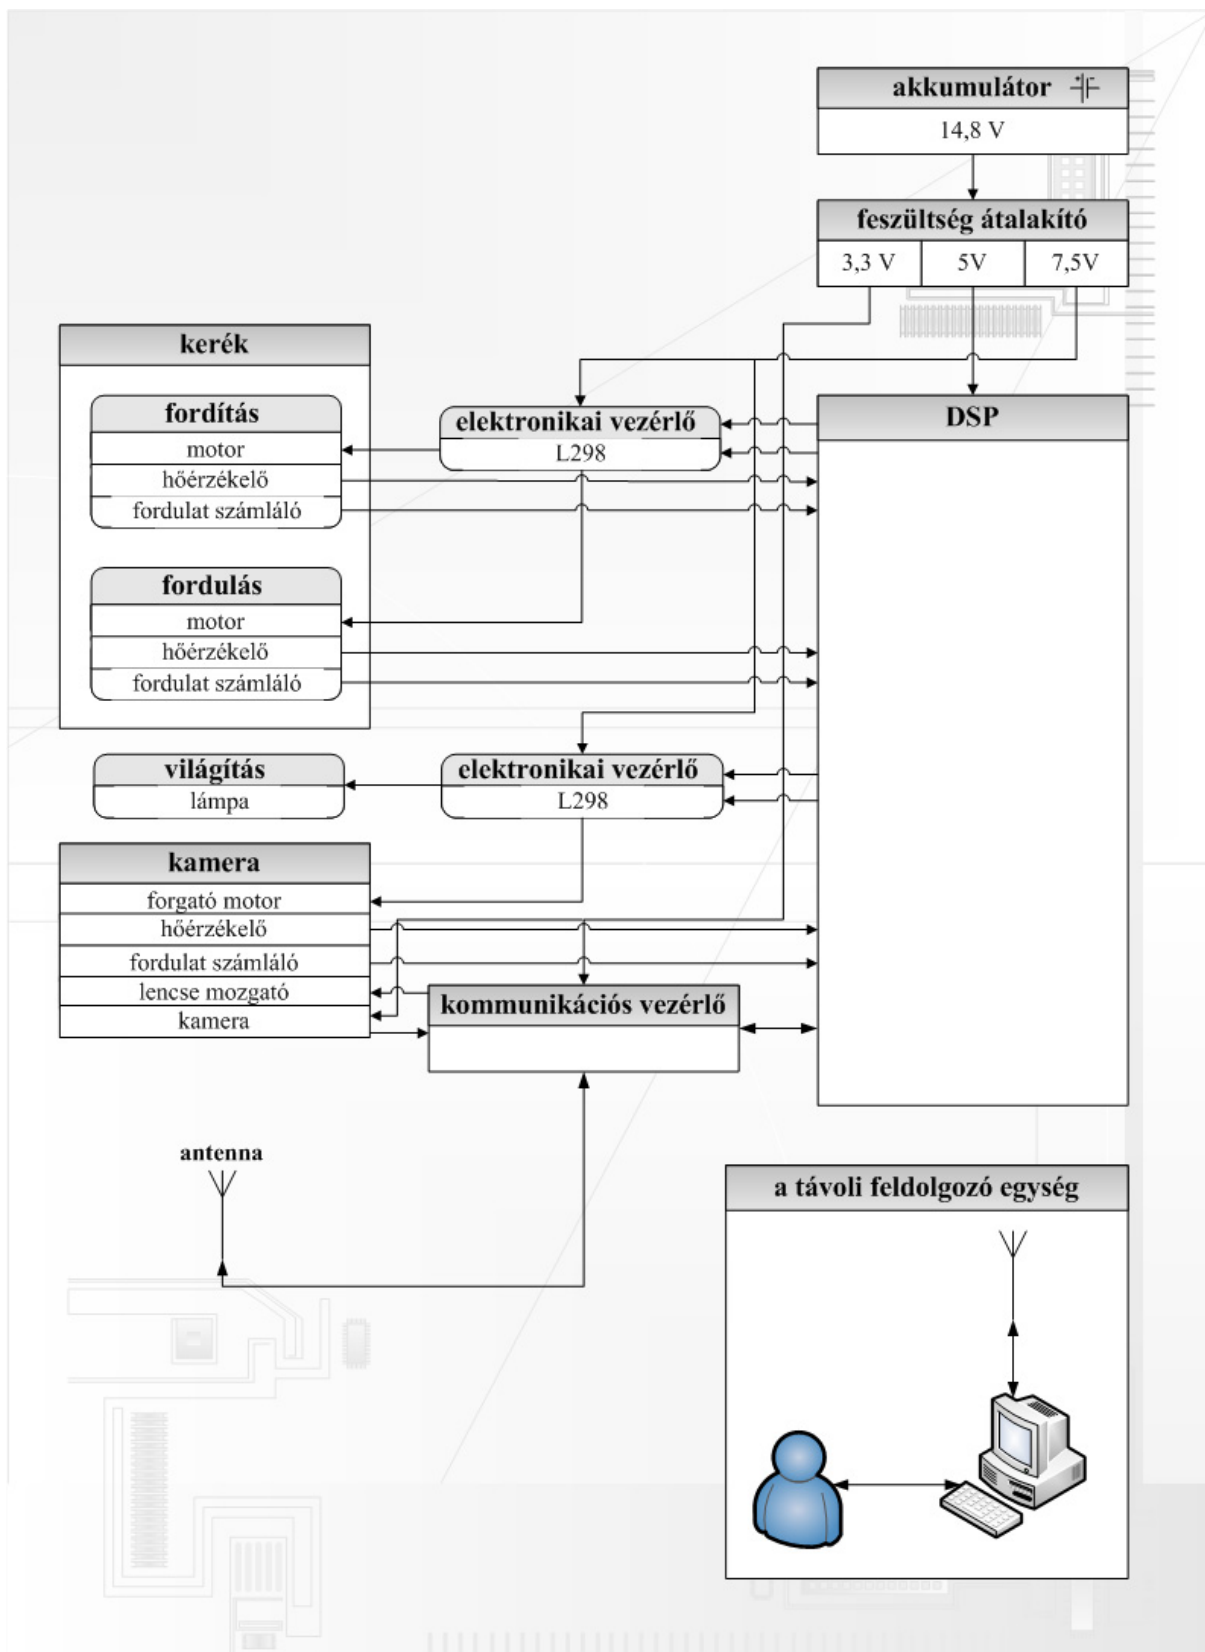 akkumulátor
14,8 V
feszültség átalakító
3,3 V
5V
7,5V
kerék
fordítás
motor
hőérzékelő
fordulat számláló
elektronikai vezérlő
L298
DSP
fordulás
motor
hőérzékelő
fordulat számláló
világítás
lámpa
elektronikai vezérlő
L298
kamera
forgató motor
hőérzékelő
fordulat számláló
lencse mozgató
kamera
kommunikációs vezérlő
antenna
a távoli feldolgozó egység